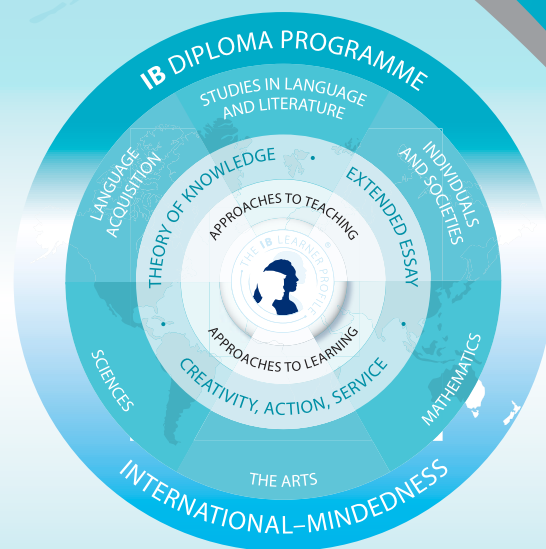 IB DIPLOMA PROGRAMME
STUDIES IN LANGUAGE
AND LITERATURE
LANGUAGE
ACQUISITION
INDIVIDUALS
AND SOCIETIES
THEORY OF KNOWLEDGE
EXTENDED ESSAY
APPROACHES TO TEACHING
THE IB LEARNER PROFILE
®
APPROACHES TO LEARNING
CREATIVITY, ACTION, SERVICE
SCIENCES
MATHEMATICS
THE ARTS
INTERNATIONAL–MINDEDNESS